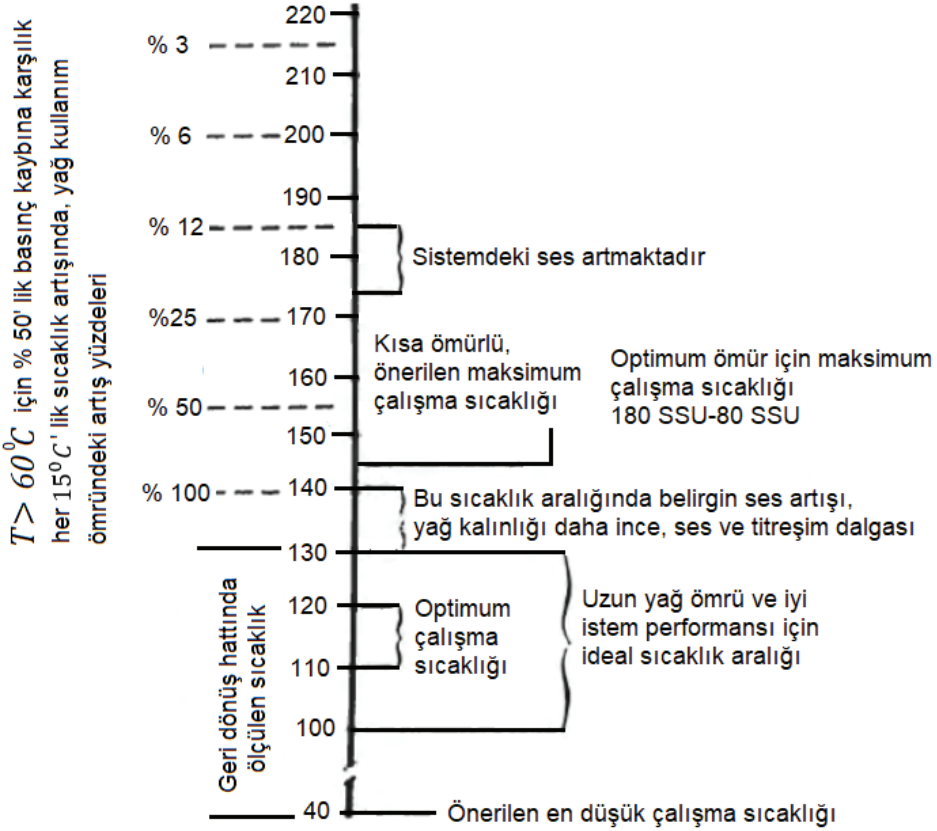 T > 60⁰C için % 50' lik basınç kaybına karşılık
her 15⁰C' lik sıcaklık artışında, yağ kullanım
ömründeki artış yüzdeleri
220
% 3
210
% 6
200
190
% 12
180
Sistemdeki ses artmaktadır
%25
170
Kısa ömürlü,
önerilen maksimum
çalışma sıcaklığı
Optimum ömür için maksimum
çalışma sıcaklığı
180 SSU-80 SSU
160
% 50
150
% 100
140
Bu sıcaklık aralığında belirgin ses artışı,
yağ kalınlığı daha ince, ses ve titreşim dalgası
130
Geri dönüş hattında
ölçülen sıcaklık
120
Optimum
çalışma
sıcaklığı
Uzun yağ ömrü ve iyi
istem performansı için
ideal sıcaklık aralığı
110
100
40
Önerilen en düşük çalışma sıcaklığı